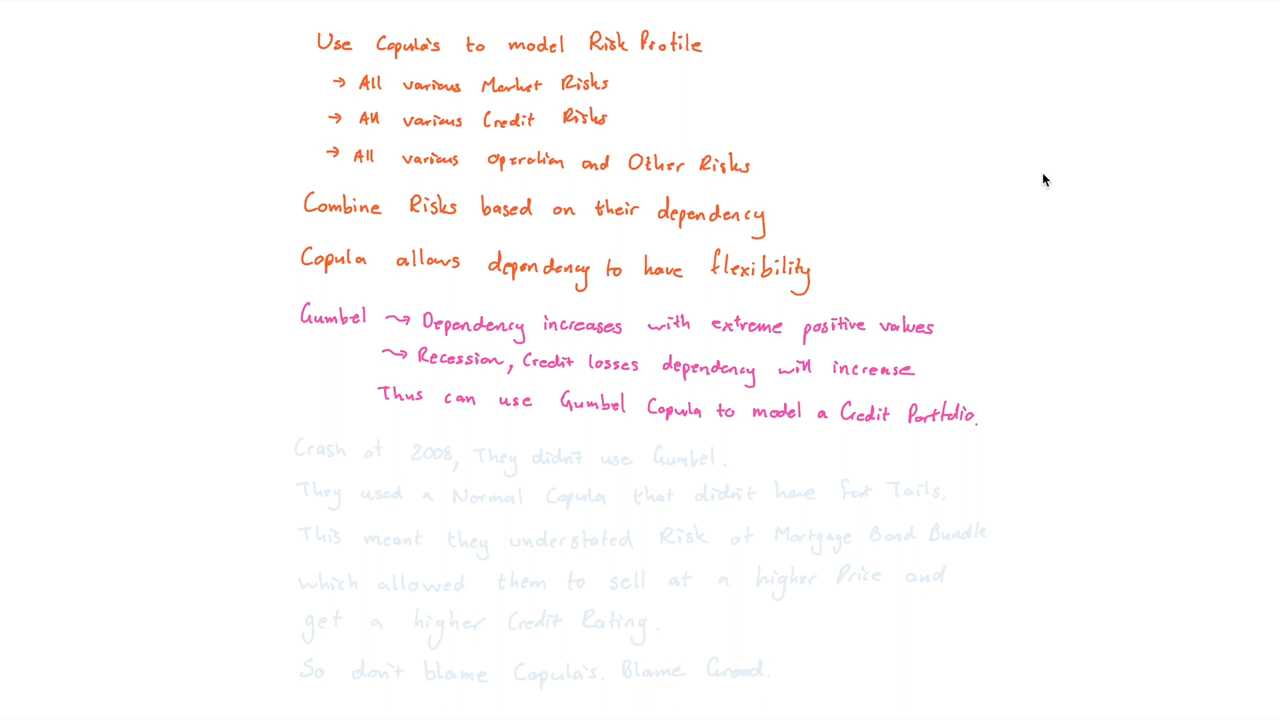 Use Copula's to model Risk Profile
→ All various Market Risks
→ All various Credit Risks
→ All various Operation and Other Risks
Combine Risks based on their dependency
Copula allows dependency to have flexibility
Gumbel ⇝ Dependency increases with extreme positive values
⇝ Recession, Credit losses dependency will increase
Thus can use Gumbel Copula to model a Credit Portfolio.
Crash of 2008, They didn't use Gumbel.
They used a Normal Copula that didn't have fat Tails.
This meant they understated Risk of Mortgage Bond Bundle
which allowed them to sell at a higher Price and
get a higher Credit Rating.
So don't blame Copula's. Blame Greed.